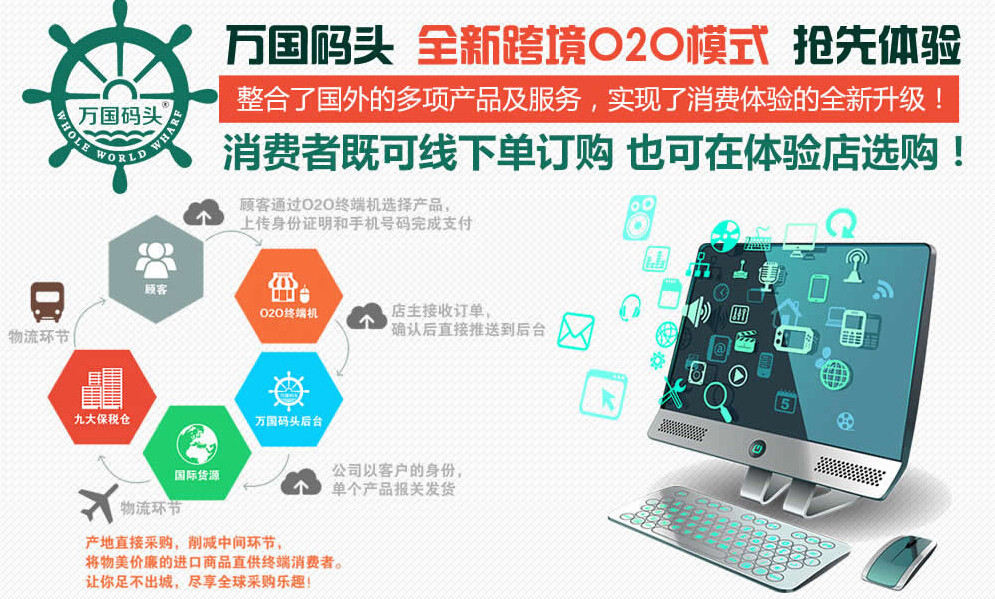 万国码头 全新跨境O2O模式 抢先体验
整合了国外的多项产品及服务，实现了消费体验的全新升级！
消费者既可线下单订购 也可在体验店选购！
万国码头®
WHOLE WORLD WHARF
顾客通过O2O终端机选择产品，
上传身份证明和手机号码完成支付
顾客
O2O终端机
店主接收订单，
确认后直接推送到后台
物流环节
九大保税仓
万国码头
万国码头后台
国际货源
公司以客户的身份，
单个产品报关发货
物流环节
产地直接采购，削减中间环节，
将物美价廉的进口商品直供终端消费者。
让你足不出城，尽享全球采购乐趣!
5